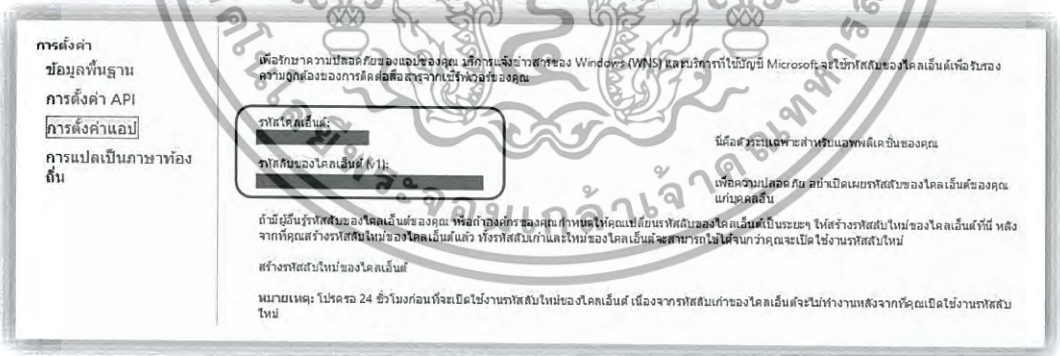 การตั้งค่า
ข้อมูลพื้นฐาน
การตั้งค่า API
การตั้งค่าแอป
การแปลเป็นภาษาท้อง
ถิ่น
เพื่อรักษาความปลอดภัยของแอปของคุณ บริการแจ้งข่าวสารของ Windows (WNS) และบริการที่ใช้บัญชี Microsoft จะใช้รหัสลับของไคลเอ็นต์เพื่อรับรอง
ความถูกต้องของการติดต่อสื่อสารจากเซิร์ฟเวอร์ของคุณ
รหัสไคลเอ็นต์:
นี่คือตัวระบุเฉพาะสำหรับแอพพลิเคชันของคุณ
รหัสลับของไคลเอ็นต์ (v1):
เพื่อความปลอดภัย อย่าเปิดเผยรหัสลับของไคลเอ็นต์ของคุณ
แก่บุคคลอื่น
ถ้ามีผู้อื่นรู้รหัสลับของไคลเอ็นต์ของคุณ หรือถ้าองค์กรของคุณกำหนดให้คุณเปลี่ยนรหัสลับของไคลเอ็นต์เป็นระยะๆ ให้สร้างรหัสลับใหม่ของไคลเอ็นต์ที่นี่ หลัง
จากที่คุณสร้างรหัสลับใหม่ของไคลเอ็นต์แล้ว ทั้งรหัสลับเก่าและใหม่ของไคลเอ็นต์จะสามารถใช้ได้จนกว่าคุณจะเปิดใช้งานรหัสลับใหม่
สร้างรหัสลับใหม่ของไคลเอ็นต์
หมายเหตุ: โปรดรอ 24 ชั่วโมงก่อนที่จะเปิดใช้งานรหัสลับใหม่ของไคลเอ็นต์ เนื่องจากรหัสลับเก่าของไคลเอ็นต์จะไม่ทำงานหลังจากที่คุณเปิดใช้งานรหัสลับ
ใหม่